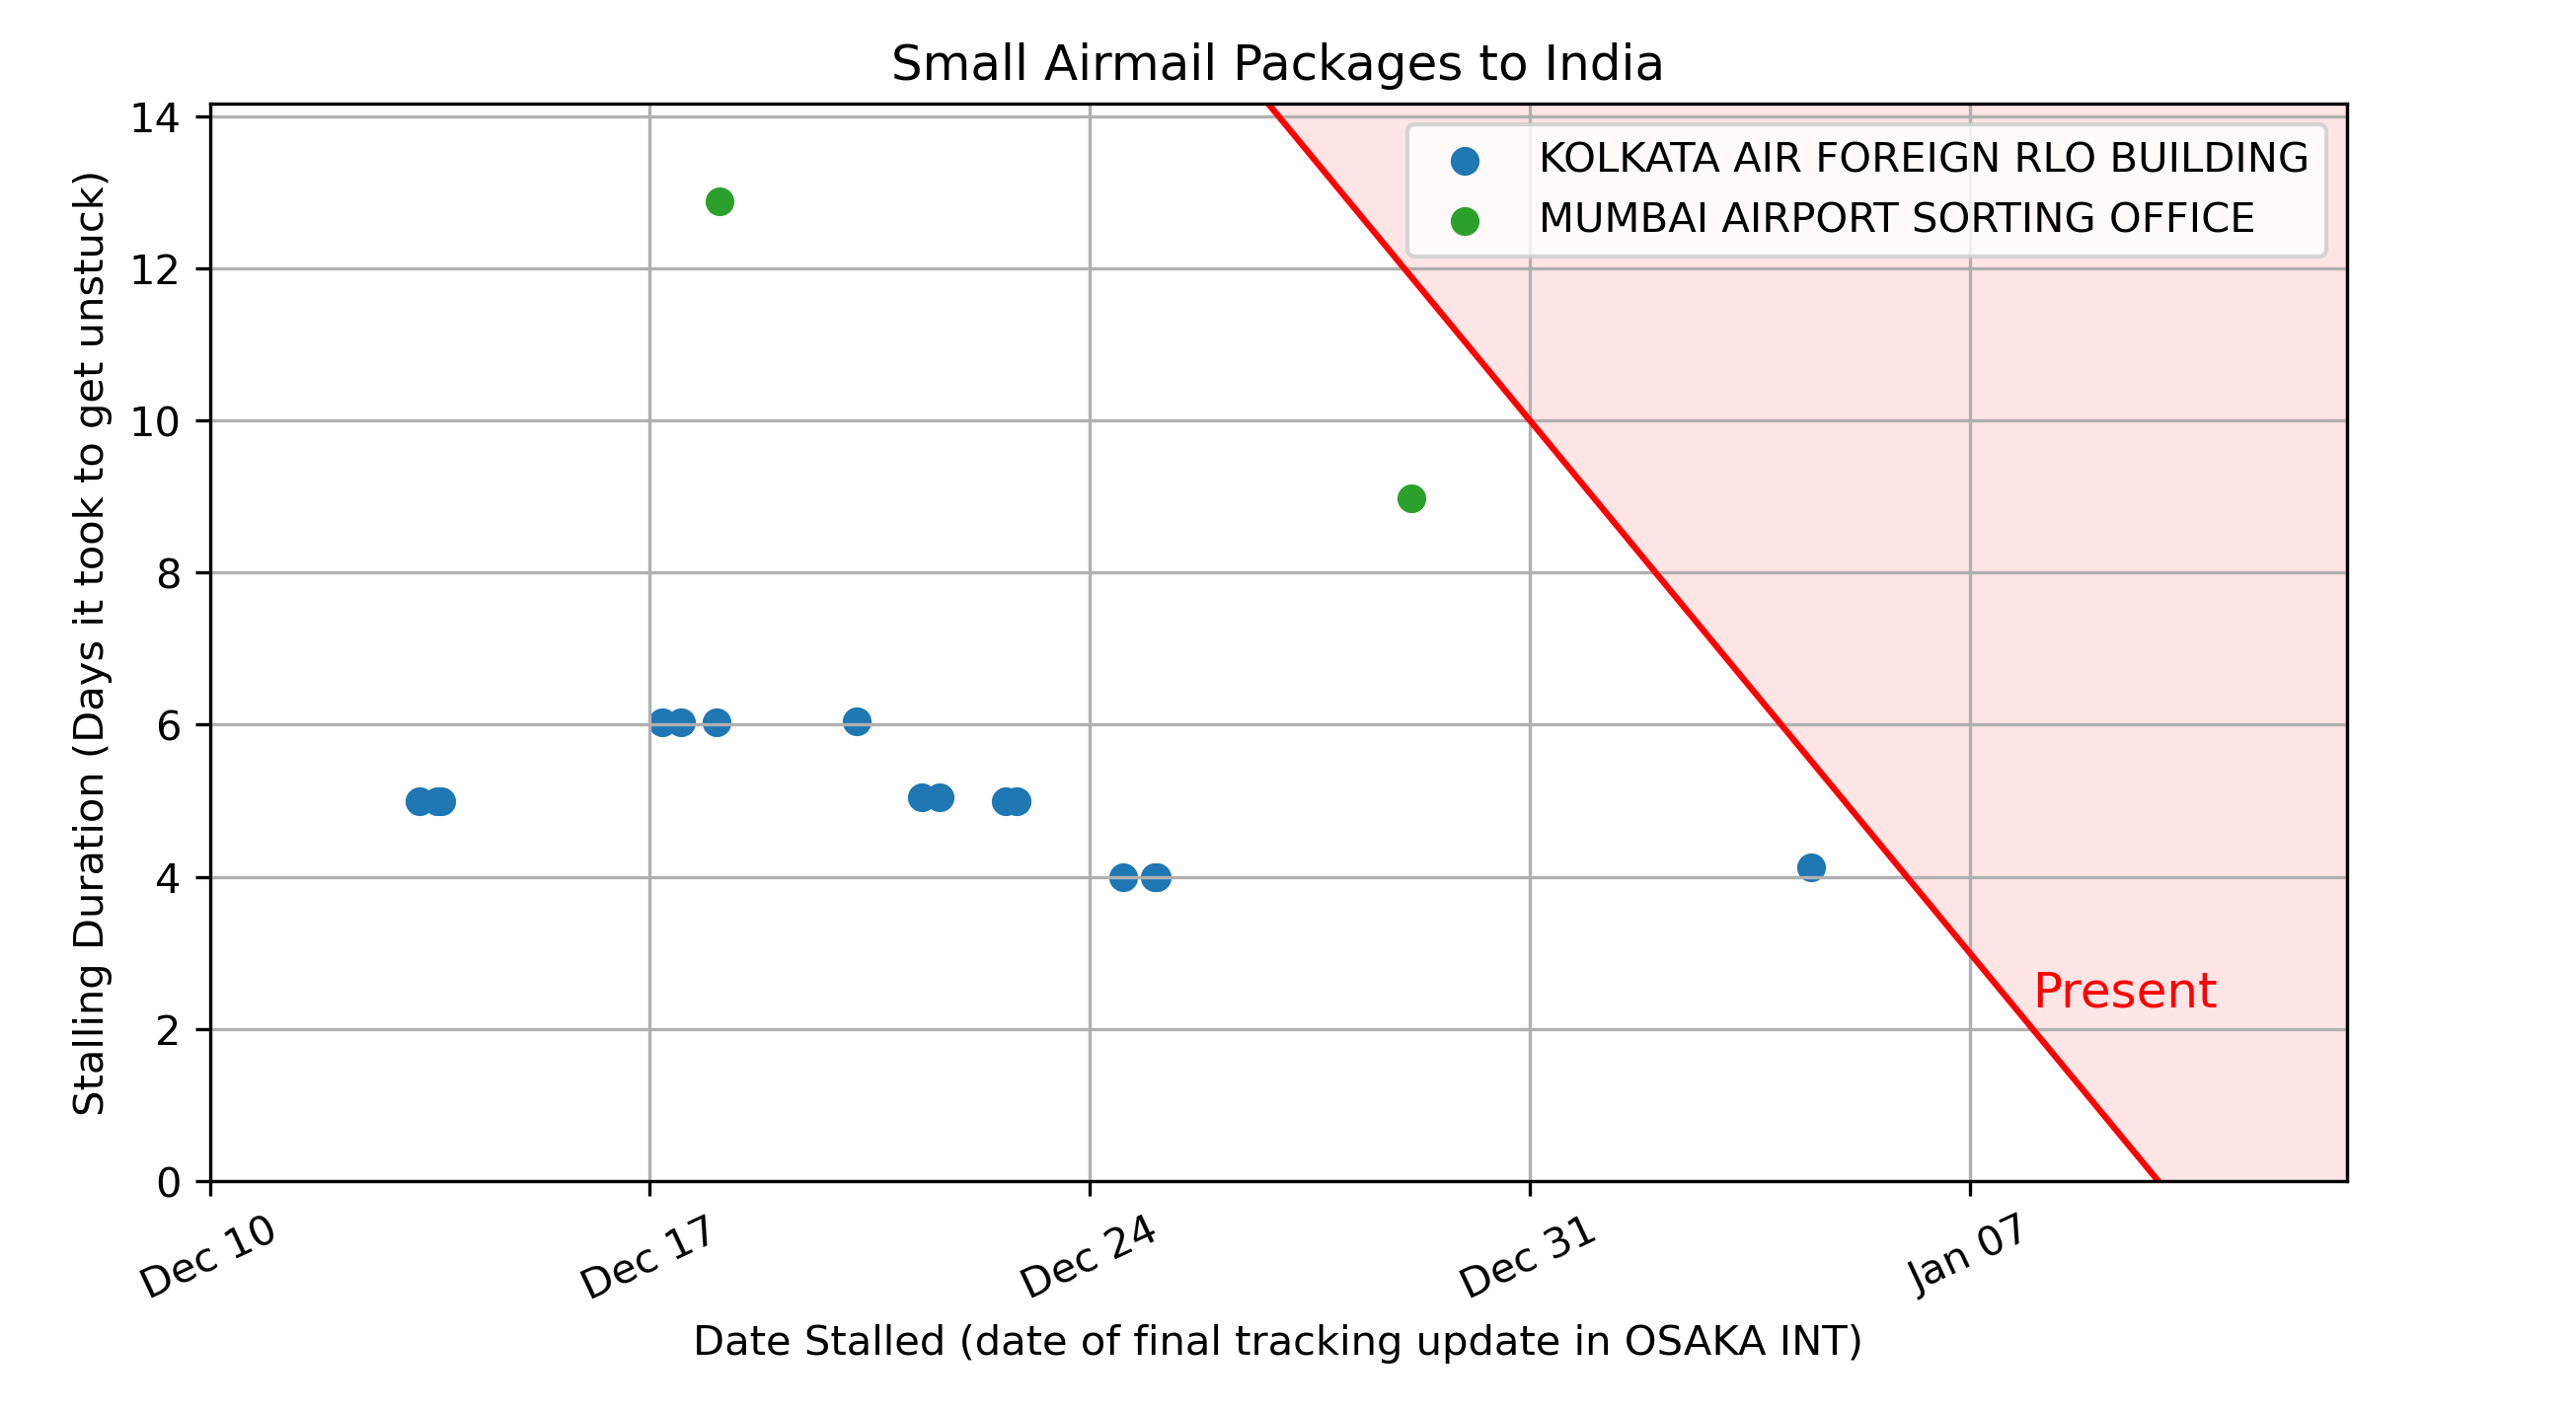 Small Airmail Packages to India
Stalling Duration (Days it took to get unstuck)
14
12
10
8
6
4
2
0
KOLKATA AIR FOREIGN RLO BUILDING
MUMBAI AIRPORT SORTING OFFICE
Present
Dec 10
Dec 17
Dec 24
Dec 31
Jan 07
Date Stalled (date of final tracking update in OSAKA INT)